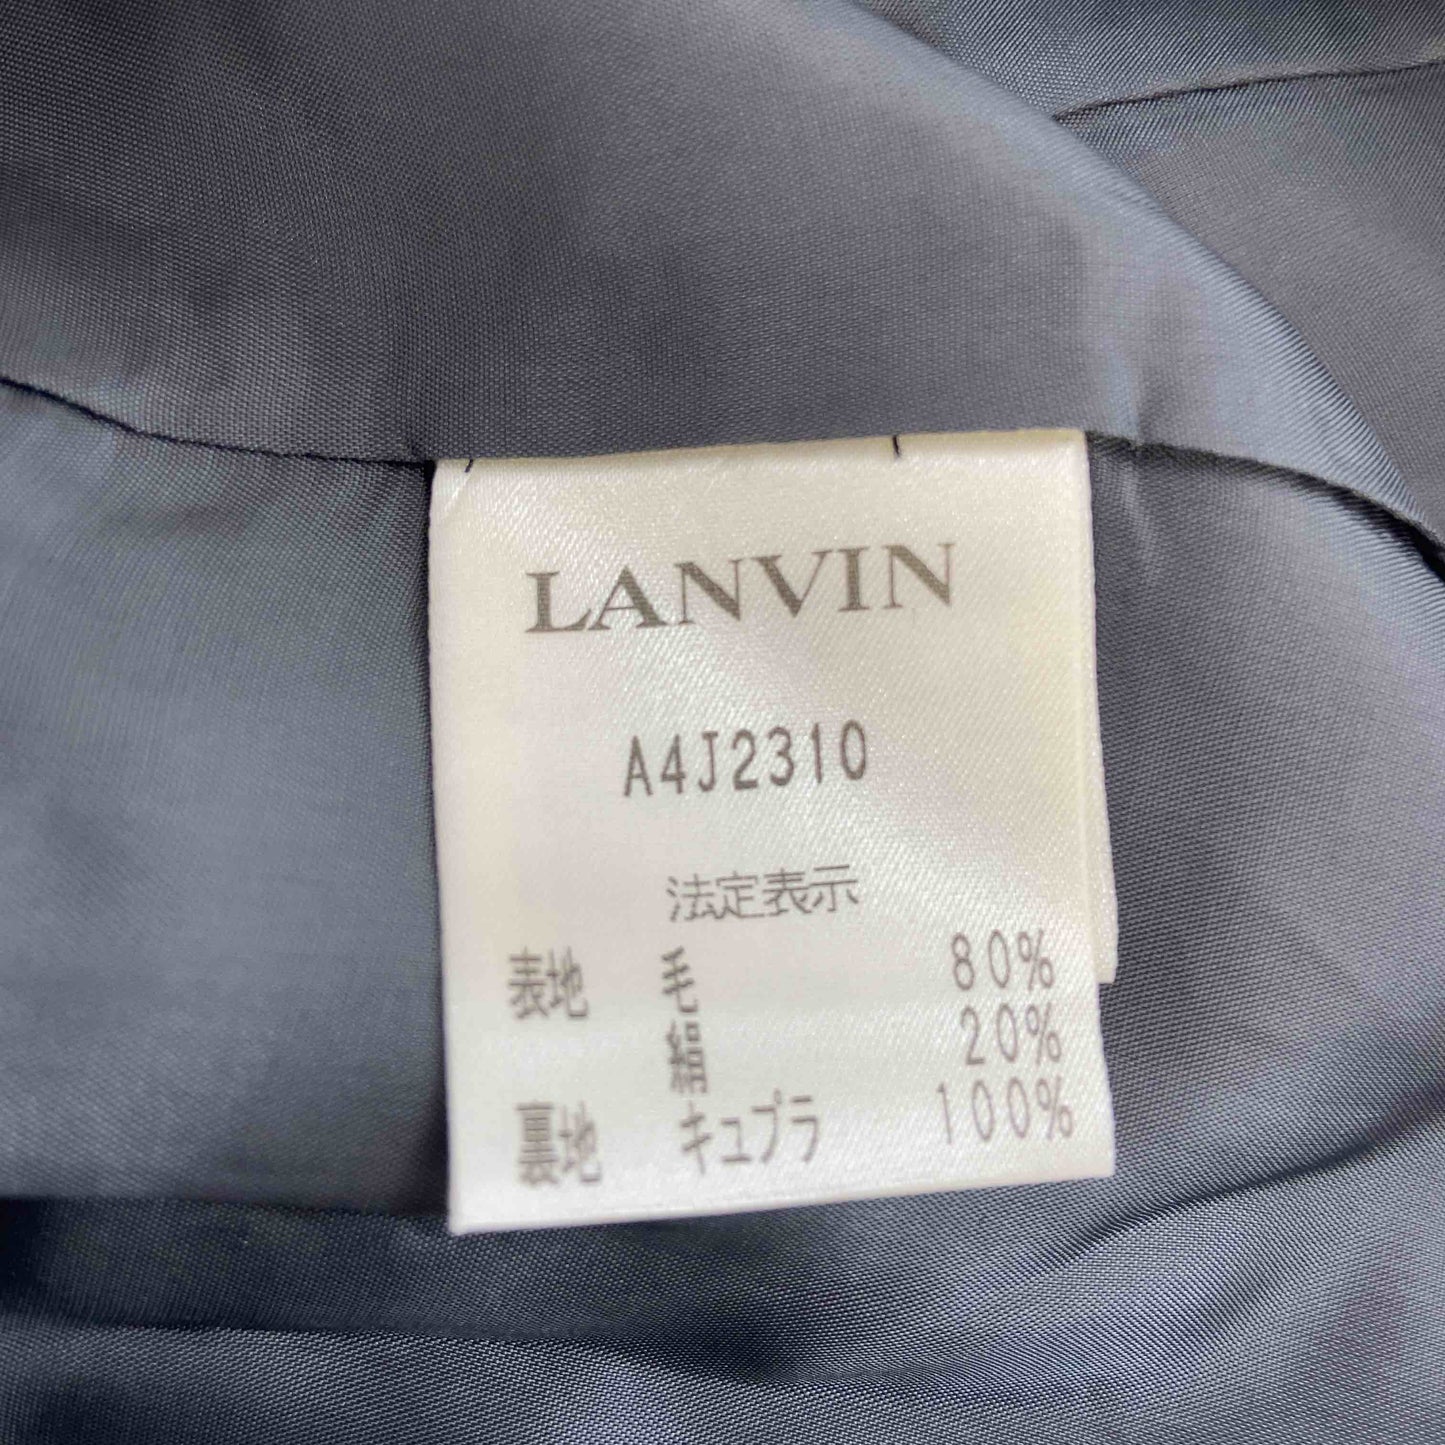 LANVIN
A4J2310
法定表示
表地 毛 80%
絹 20%
裏地 キュプラ 100%